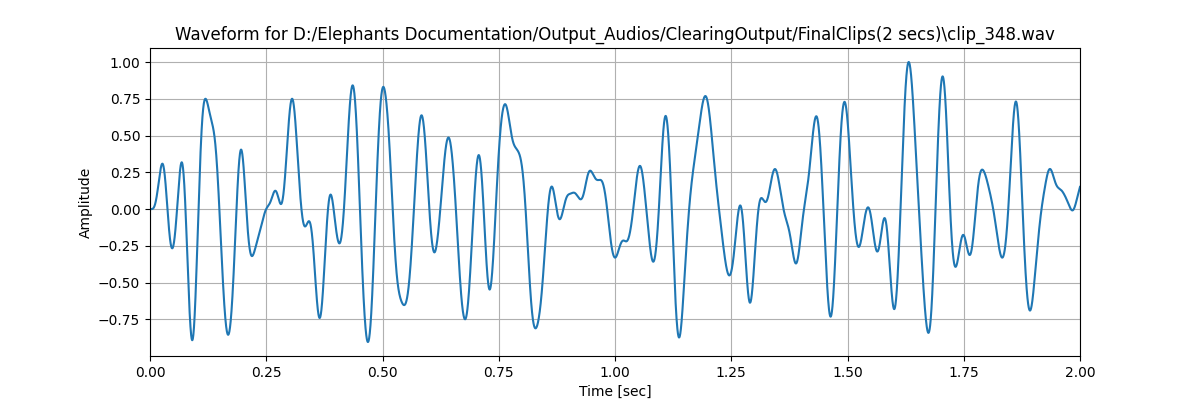 Waveform for D:/Elephants Documentation/Output_Audios/ClearingOutput/FinalClips(2 secs)\clip_348.wav
1.00
0.75
0.50
0.25
0.00
−0.25
−0.50
−0.75
Amplitude
0.00 0.25 0.50 0.75 1.00 1.25 1.50 1.75 2.00
Time [sec]